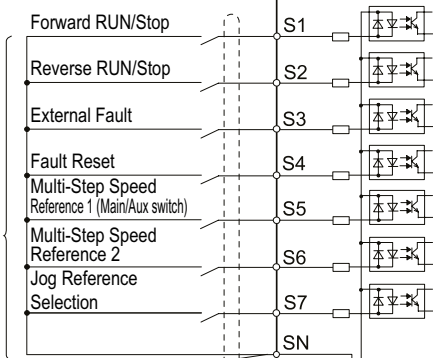 Forward RUN/Stop S1
Reverse RUN/Stop S2
External Fault S3
Fault Reset S4
Multi-Step Speed
Reference 1 (Main/Aux switch) S5
Multi-Step Speed
Reference 2 S6
Jog Reference
Selection S7
SN